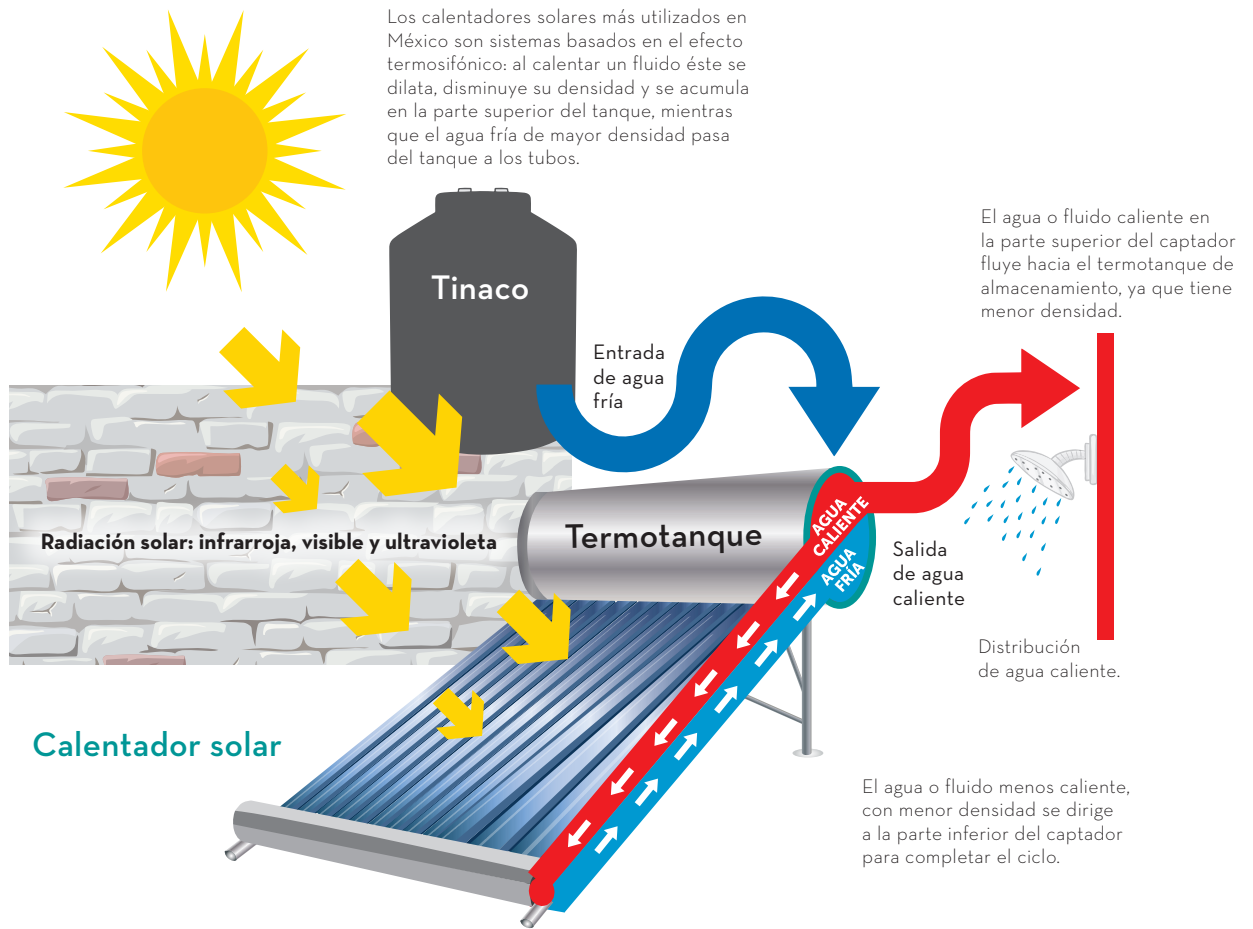 Los calentadores solares más utilizados en
México son sistemas basados en el efecto
termosifónico: al calentar un fluido éste se
dilata, disminuye su densidad y se acumula
en la parte superior del tanque, mientras
que el agua fría de mayor densidad pasa
del tanque a los tubos.
El agua o fluido caliente en
la parte superior del captador
fluye hacia el termotanque de
almacenamiento, ya que tiene
menor densidad.
Tinaco
Entrada
de agua
fría
Radiación solar: infrarroja, visible y ultravioleta
Termotanque
AGUA
CALIENTE
AGUA
FRÍA
Salida
de agua
caliente
Distribución
de agua caliente.
Calentador solar
El agua o fluido menos caliente,
con menor densidad se dirige
a la parte inferior del captador
para completar el ciclo.